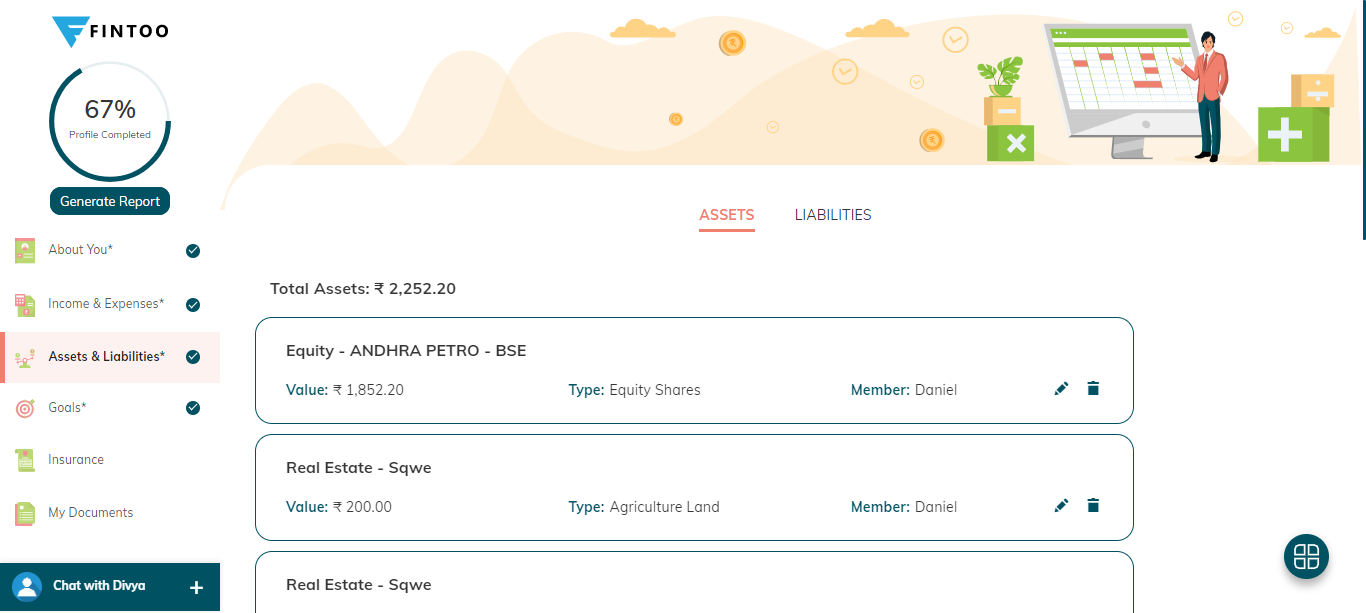 FINTOO
67%
Profile Completed
Generate Report
About You*
Income & Expenses*
Assets & Liabilities*
Goals*
Insurance
My Documents
Chat with Divya
+
ASSETS LIABILITIES
Total Assets: ₹ 2,252.20
Equity - ANDHRA PETRO - BSE
Value: ₹ 1,852.20 Type: Equity Shares Member: Daniel
Real Estate - Sqwe
Value: ₹ 200.00 Type: Agriculture Land Member: Daniel
Real Estate - Sqwe